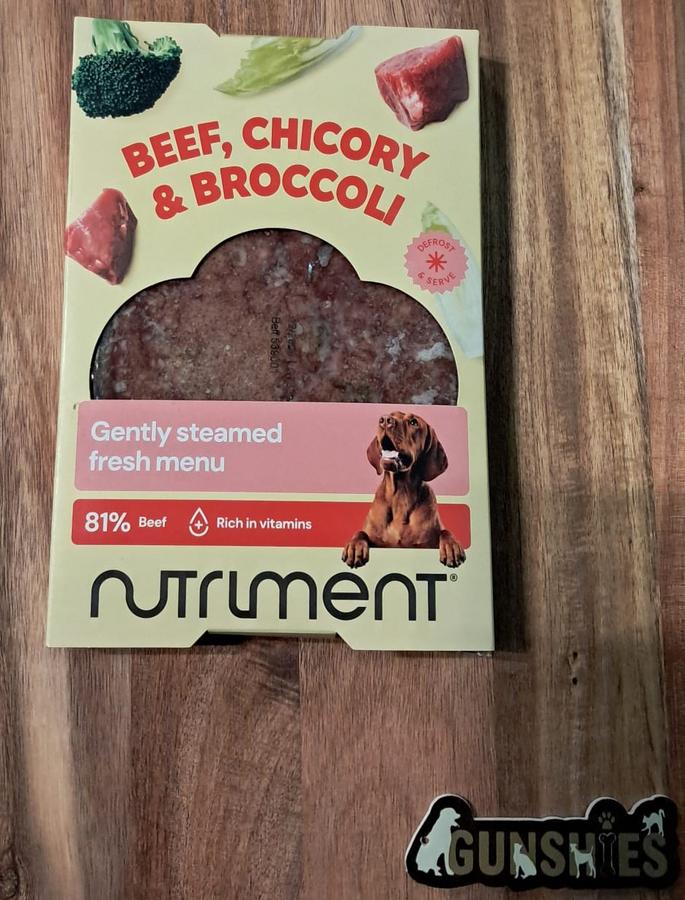 BEEF, CHICORY
& BROCCOLI
DEFROST
& SERVE
Gently steamed
fresh menu
81% Beef Rich in vitamins
nutriment®
GUNSHIES